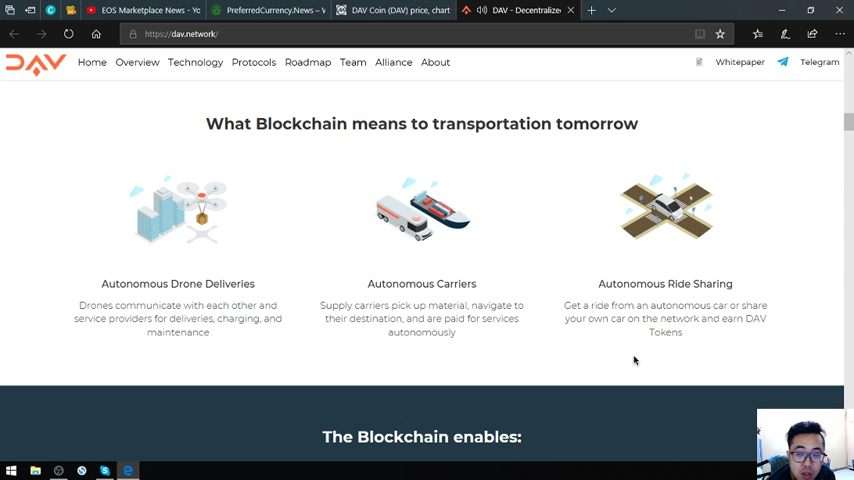 EOS Marketplace News - Yo
PreferredCurrency.News – V
DAV Coin (DAV) price, chart
DAV - Decentralize
https://dav.network/
DAV
Home
Overview
Technology
Protocols
Roadmap
Team
Alliance
About
Whitepaper
Telegram
What Blockchain means to transportation tomorrow
Autonomous Drone Deliveries
Drones communicate with each other and
service providers for deliveries, charging, and
maintenance
Autonomous Carriers
Supply carriers pick up material, navigate to
their destination, and are paid for services
autonomously
Autonomous Ride Sharing
Get a ride from an autonomous car or share
your own car on the network and earn DAV
Tokens
The Blockchain enables: